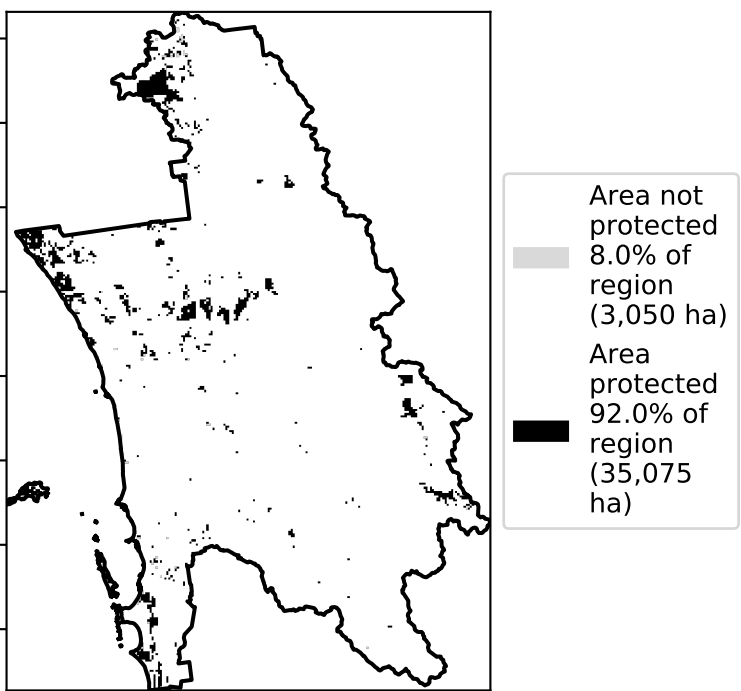 Area not
protected
8.0% of
region
(3,050 ha)
Area
protected
92.0% of
region
(35,075
ha)